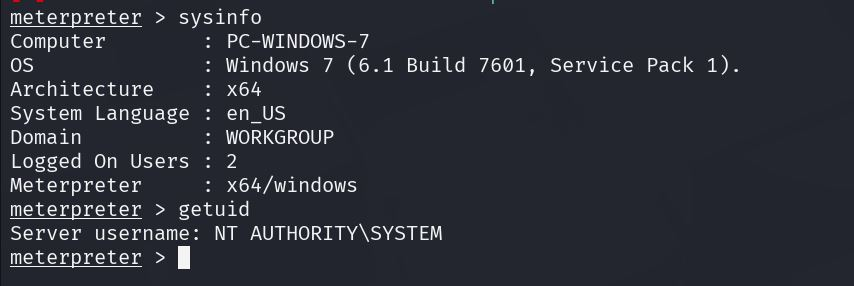 meterpreter > sysinfo
Computer        : PC-WINDOWS-7
OS              : Windows 7 (6.1 Build 7601, Service Pack 1).
Architecture    : x64
System Language : en_US
Domain          : WORKGROUP
Logged On Users : 2
Meterpreter     : x64/windows
meterpreter > getuid
Server username: NT AUTHORITY\SYSTEM
meterpreter >